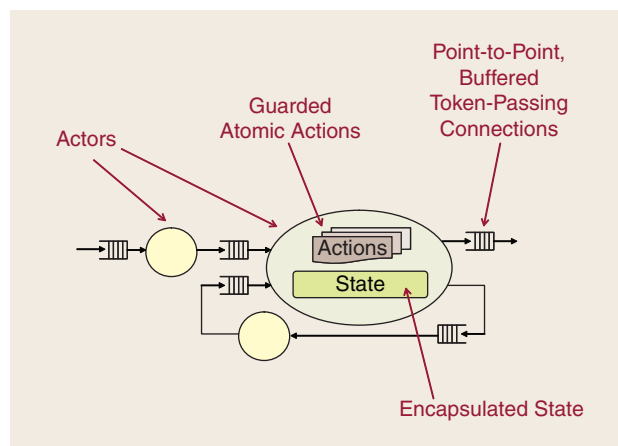 Point-to-Point,
Buffered
Token-Passing
Connections
Guarded
Atomic Actions
Actors
Actions
State
Encapsulated State